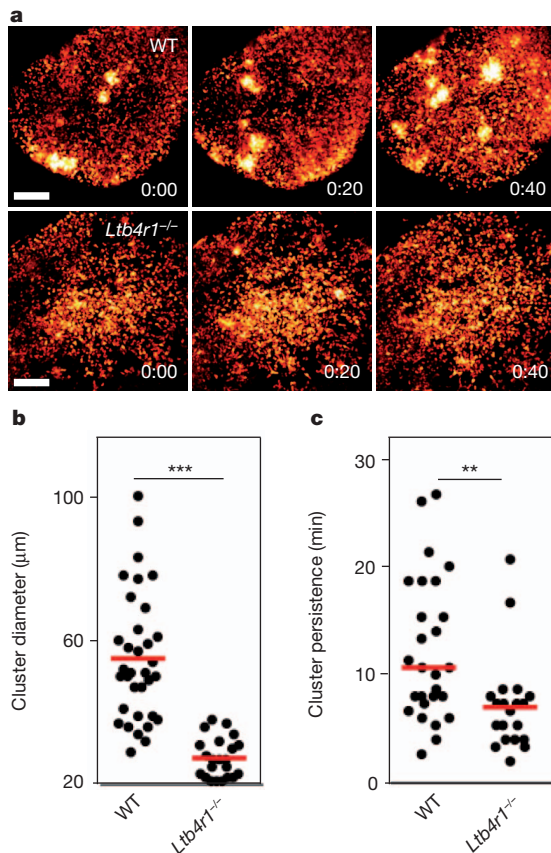 a
WT
0:00
0:20
0:40
Ltb4r1−/−
0:00
0:20
0:40
b
***
100
60
20
Cluster diameter (μm)
WT
Ltb4r1−/−
c
**
30
20
10
0
Cluster persistence (min)
WT
Ltb4r1−/−